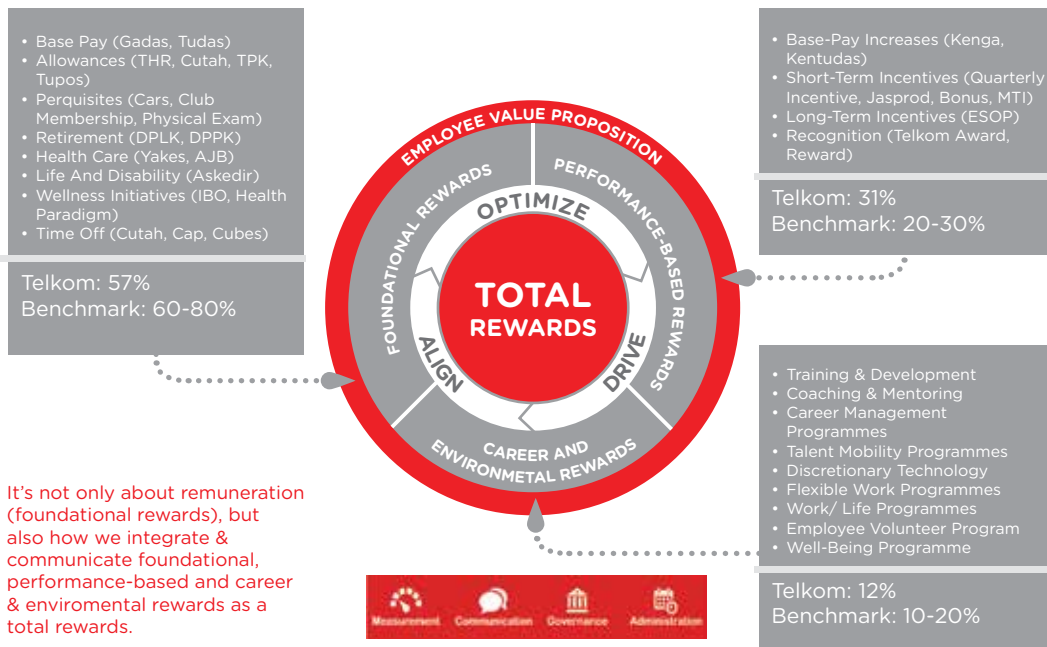 • Base Pay (Gadas, Tudas)
• Allowances (THR, Cutah, TPK,
Tupos)
• Perquisites (Cars, Club
Membership, Physical Exam)
• Retirement (DPLK, DPPK)
• Health Care (Yakes, AJB)
• Life And Disability (Askedir)
• Wellness Initiatives (IBO, Health
Paradigm)
• Time Off (Cutah, Cap, Cubes)
Telkom: 57%
Benchmark: 60-80%
EMPLOYEE VALUE PROPOSITION
FOUNDATIONAL REWARDS
PERFORMANCE-BASED REWARDS
CAREER AND
ENVIRONMETAL REWARDS
OPTIMIZE
ALIGN
DRIVE
TOTAL
REWARDS
• Base-Pay Increases (Kenga,
Kentudas)
• Short-Term Incentives (Quarterly
Incentive, Jasprod, Bonus, MTI)
• Long-Term Incentives (ESOP)
• Recognition (Telkom Award,
Reward)
Telkom: 31%
Benchmark: 20-30%
• Training & Development
• Coaching & Mentoring
• Career Management
Programmes
• Talent Mobility Programmes
• Discretionary Technology
• Flexible Work Programmes
• Work/ Life Programmes
• Employee Volunteer Program
• Well-Being Programme
Telkom: 12%
Benchmark: 10-20%
It's not only about remuneration
(foundational rewards), but
also how we integrate &
communicate foundational,
performance-based and career
& enviromental rewards as a
total rewards.
Measurement
Communication
Governance
Administration